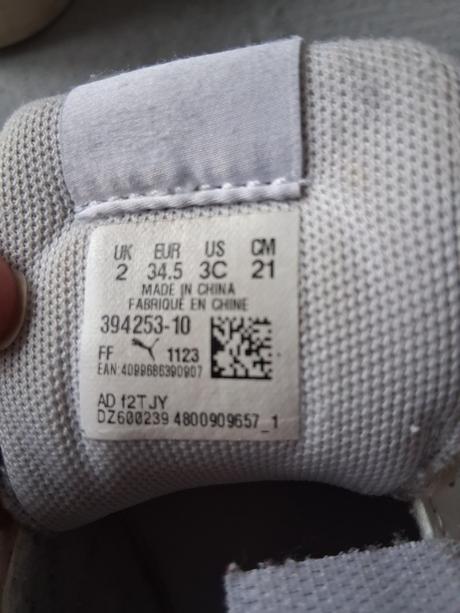 UK EUR US CM
2 34.5 3C 21
MADE IN CHINA
FABRIQUÉ EN CHINE
394253-10
FF 1123
EAN:4099686390907
AD f2TJY
DZ600239 4800909657_1